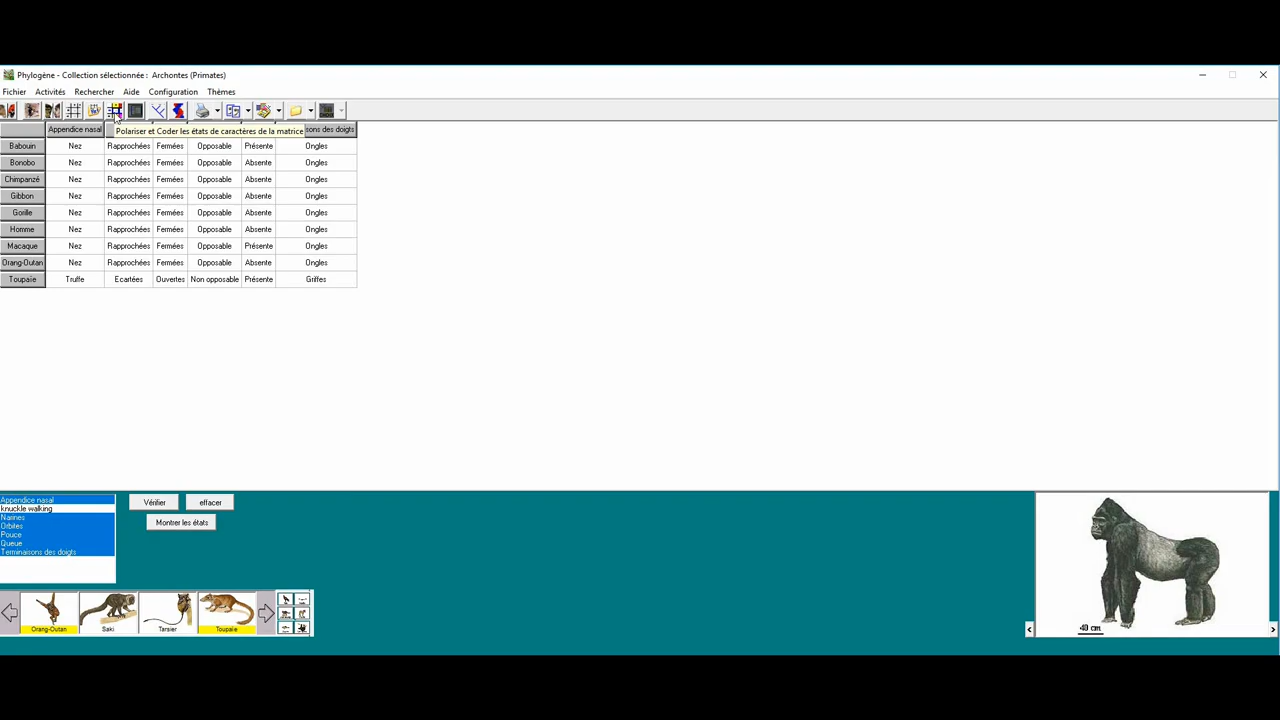 Phylogène - Collection sélectionnée : Archontes (Primates)
Fichier Activités Rechercher Aide Configuration Thèmes
Polariser et Coder les états de caractères de la matrice
Appendice nasal sons des doigts
Babouin Nez Rapprochées Fermées Opposable Présente Ongles
Bonobo Nez Rapprochées Fermées Opposable Absente Ongles
Chimpanzé Nez Rapprochées Fermées Opposable Absente Ongles
Gibbon Nez Rapprochées Fermées Opposable Absente Ongles
Gorille Nez Rapprochées Fermées Opposable Absente Ongles
Homme Nez Rapprochées Fermées Opposable Absente Ongles
Macaque Nez Rapprochées Fermées Opposable Présente Ongles
Orang-Outan Nez Rapprochées Fermées Opposable Absente Ongles
Toupaïe Truffe Ecartées Ouvertes Non opposable Présente Griffes
Appendice nasal
knuckle walking
Narines
Orbites
Pouce
Queue
Terminaisons des doigts
Vérifier effacer
Montrer les états
Orang-Outan Saki Tarsier Toupaïe
40 cm